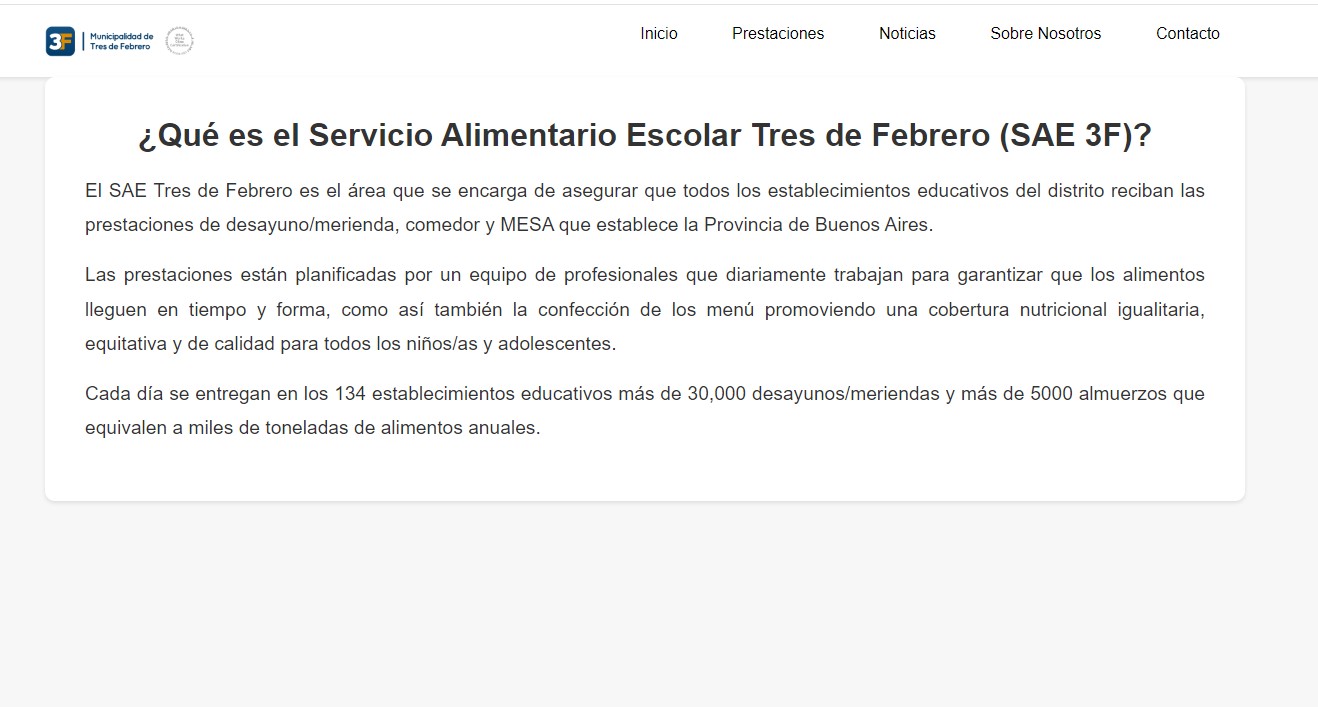 3F
Municipalidad de
Tres de Febrero
Inicio
Prestaciones
Noticias
Sobre Nosotros
Contacto
¿Qué es el Servicio Alimentario Escolar Tres de Febrero (SAE 3F)?
El SAE Tres de Febrero es el área que se encarga de asegurar que todos los establecimientos educativos del distrito reciban las
prestaciones de desayuno/merienda, comedor y MESA que establece la Provincia de Buenos Aires.
Las prestaciones están planificadas por un equipo de profesionales que diariamente trabajan para garantizar que los alimentos
lleguen en tiempo y forma, como así también la confección de los menú promoviendo una cobertura nutricional igualitaria,
equitativa y de calidad para todos los niños/as y adolescentes.
Cada día se entregan en los 134 establecimientos educativos más de 30,000 desayunos/meriendas y más de 5000 almuerzos que
equivalen a miles de toneladas de alimentos anuales.